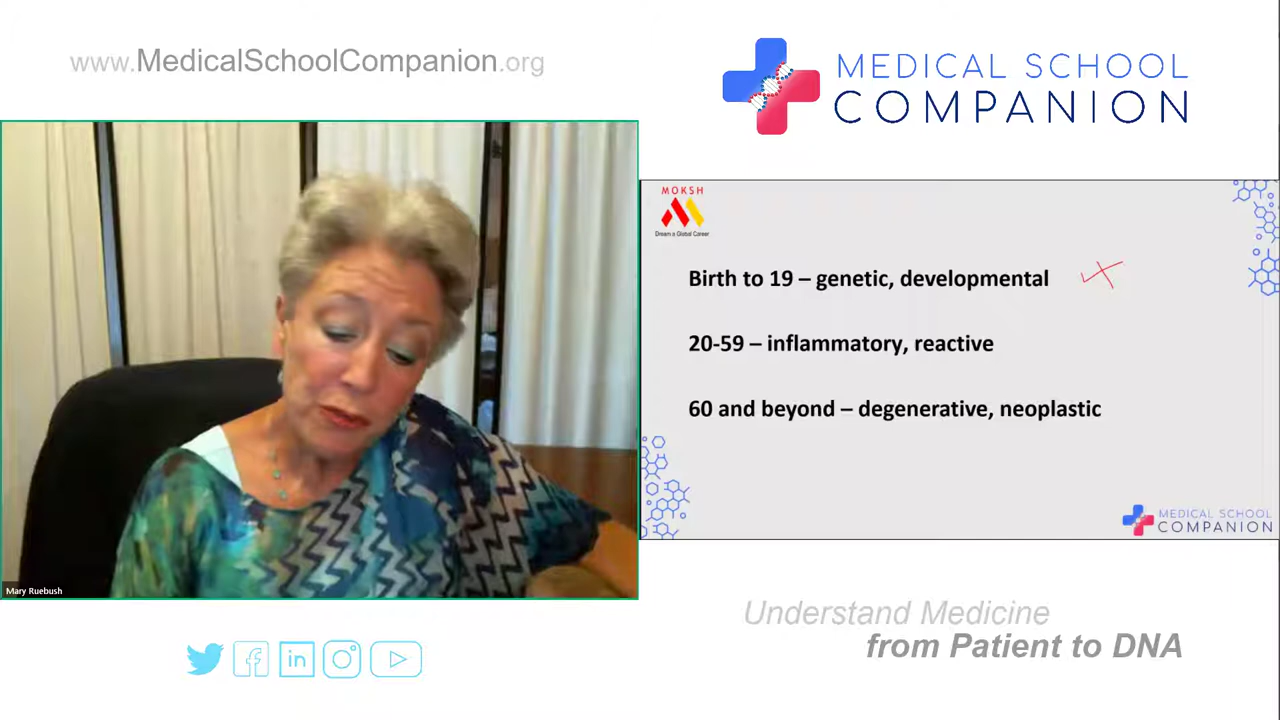 www.MedicalSchoolCompanion.org
MEDICAL SCHOOL
COMPANION
MOKSH
Dream a Global Career
Birth to 19 – genetic, developmental
20-59 – inflammatory, reactive
60 and beyond – degenerative, neoplastic
MEDICAL SCHOOL
COMPANION
Mary Ruebush
Understand Medicine
from Patient to DNA